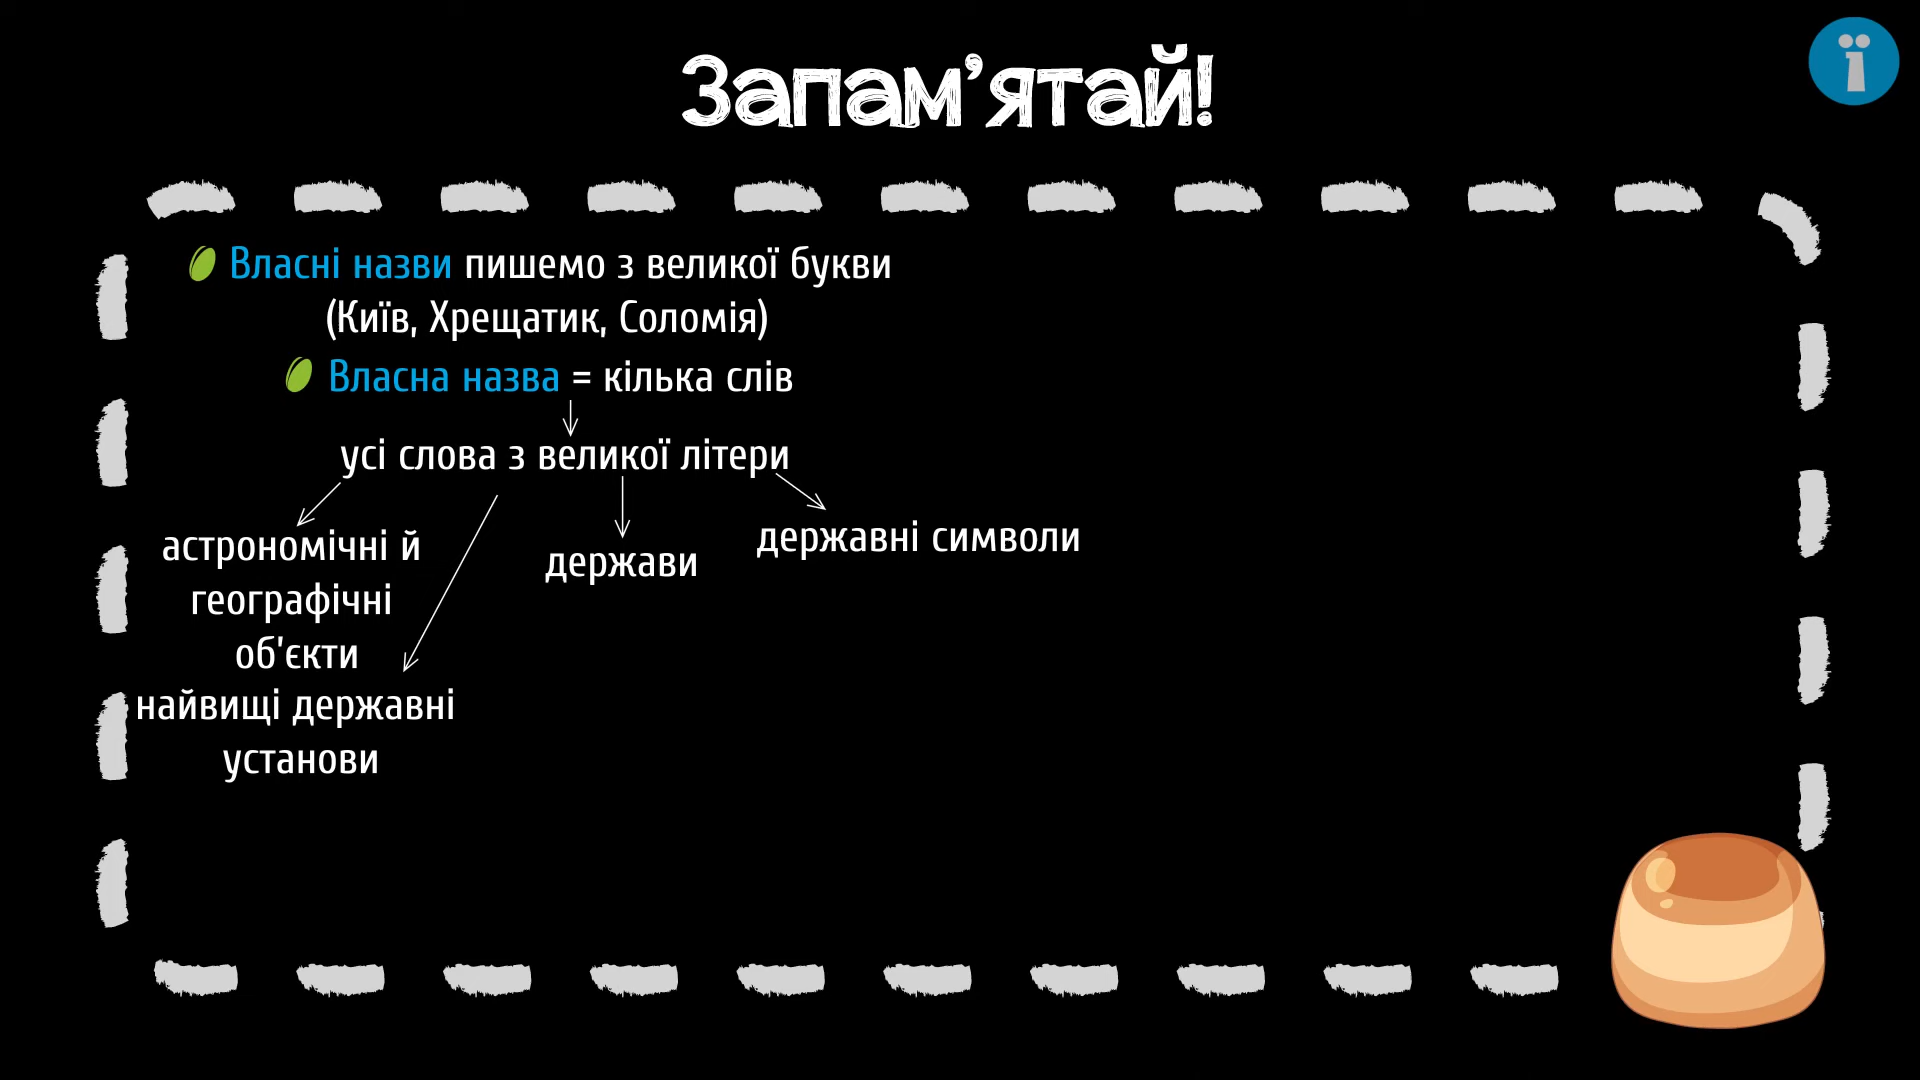 Запам’ятай!
ї
Власні назви пишемо з великої букви
(Київ, Хрещатик, Соломія)
Власна назва = кілька слів
усі слова з великої літери
астрономічні й
географічні
об’єкти
держави
державні символи
найвищі державні
установи